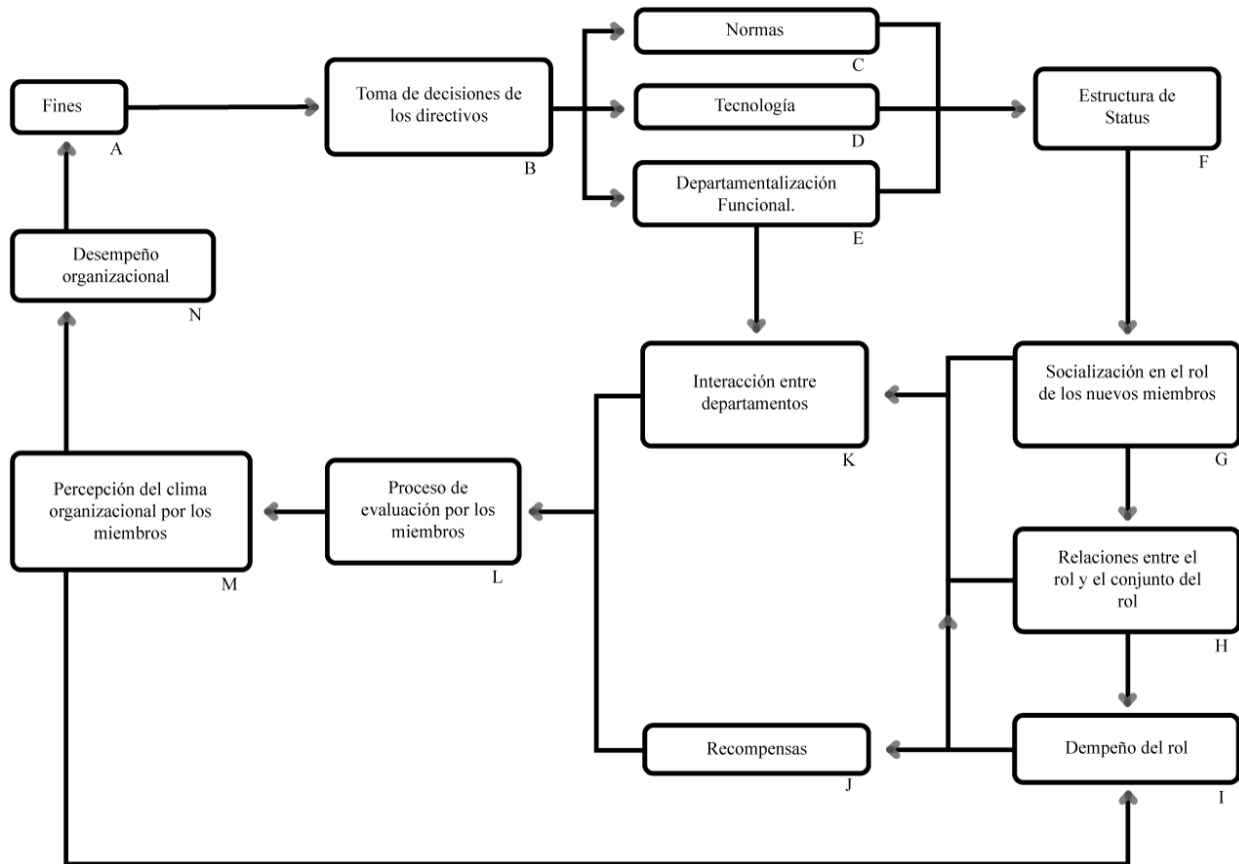 Normas
C
Fines
A
Toma de decisiones de
los directivos
B
Tecnología
D
Estructura de
Status
F
Departamentalización
Funcional.
E
Desempeño
organizacional
N
Interacción entre
departamentos
K
Socialización en el rol
de los nuevos miembros
G
Percepción del clima
organizacional por los
miembros
M
Proceso de
evaluación por los
miembros
L
Relaciones entre el
rol y el conjunto del
rol
H
Recompensas
J
Dempeño del rol
I